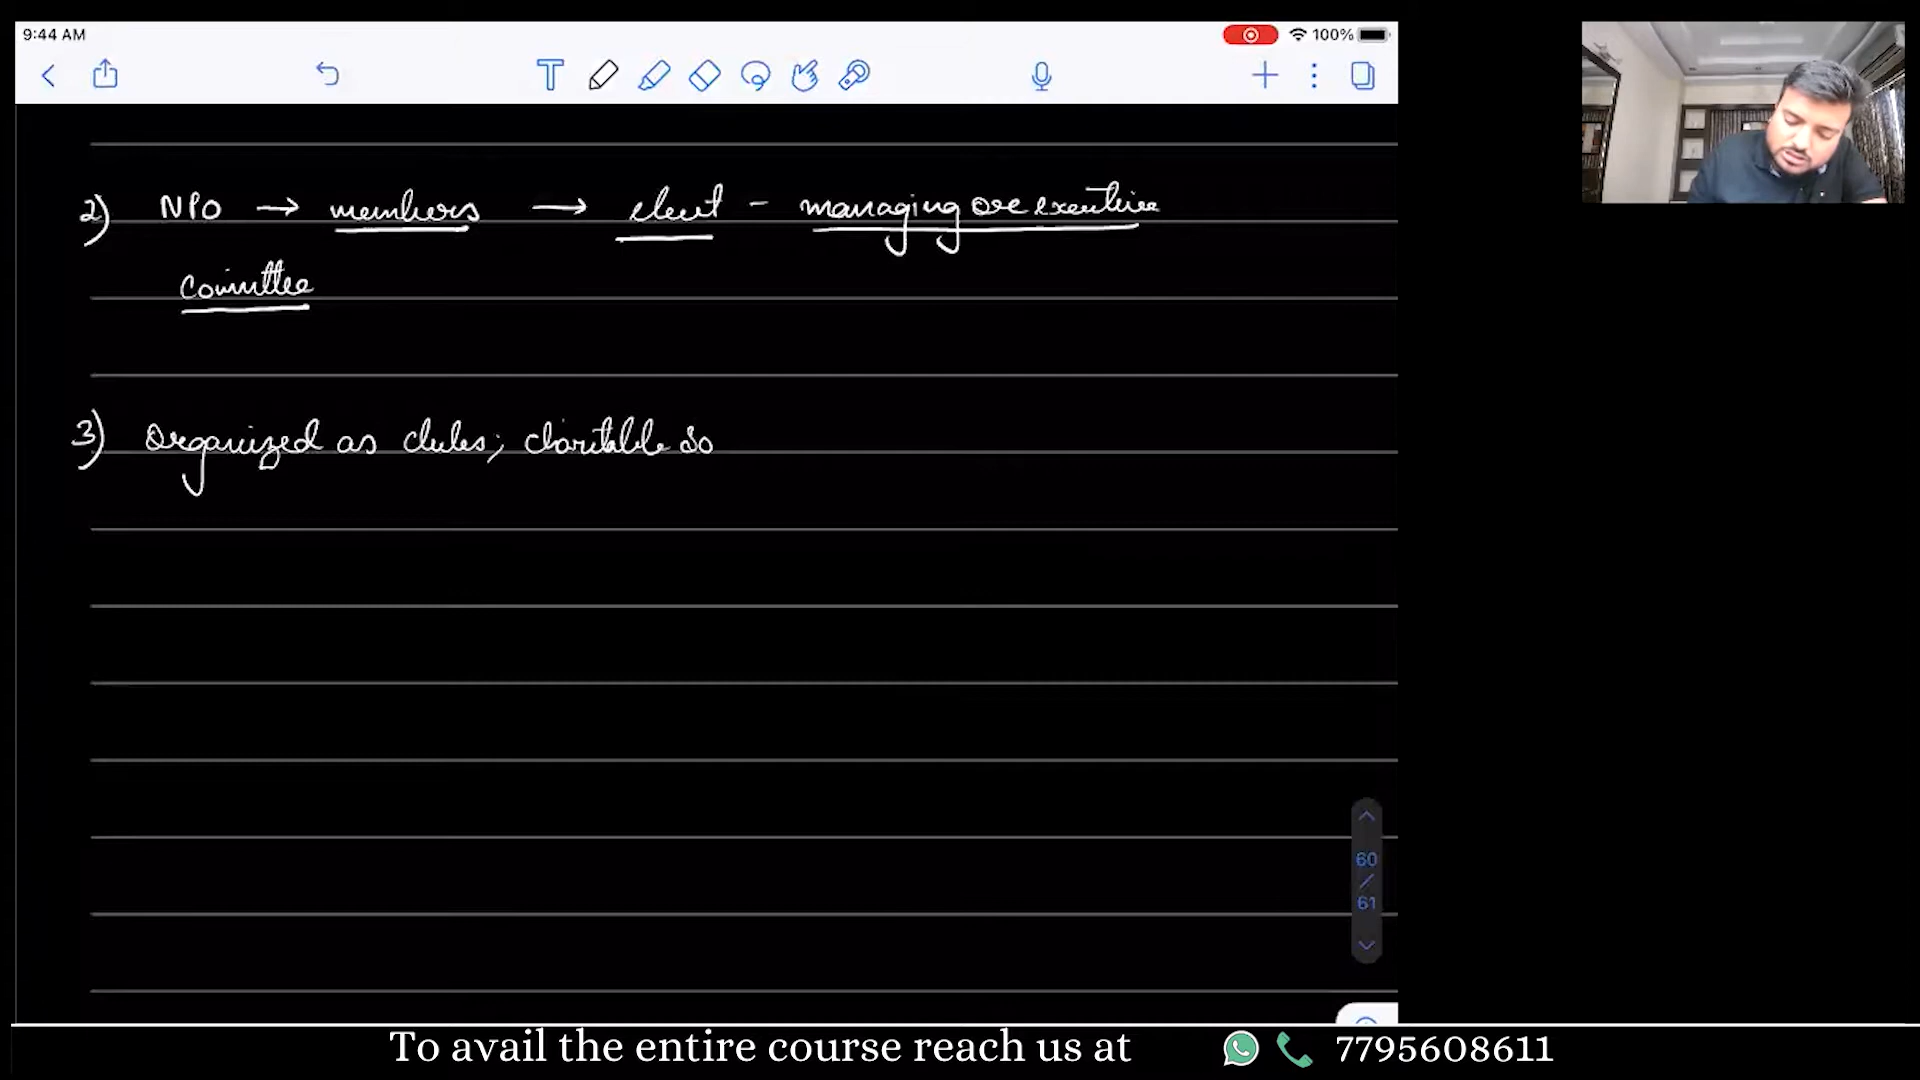 9:44 AM
100%
2) NPO → members → elect - managing or executive
committee
3) Organized as clubs; charitable so
60
/
61
To avail the entire course reach us at 7795608611